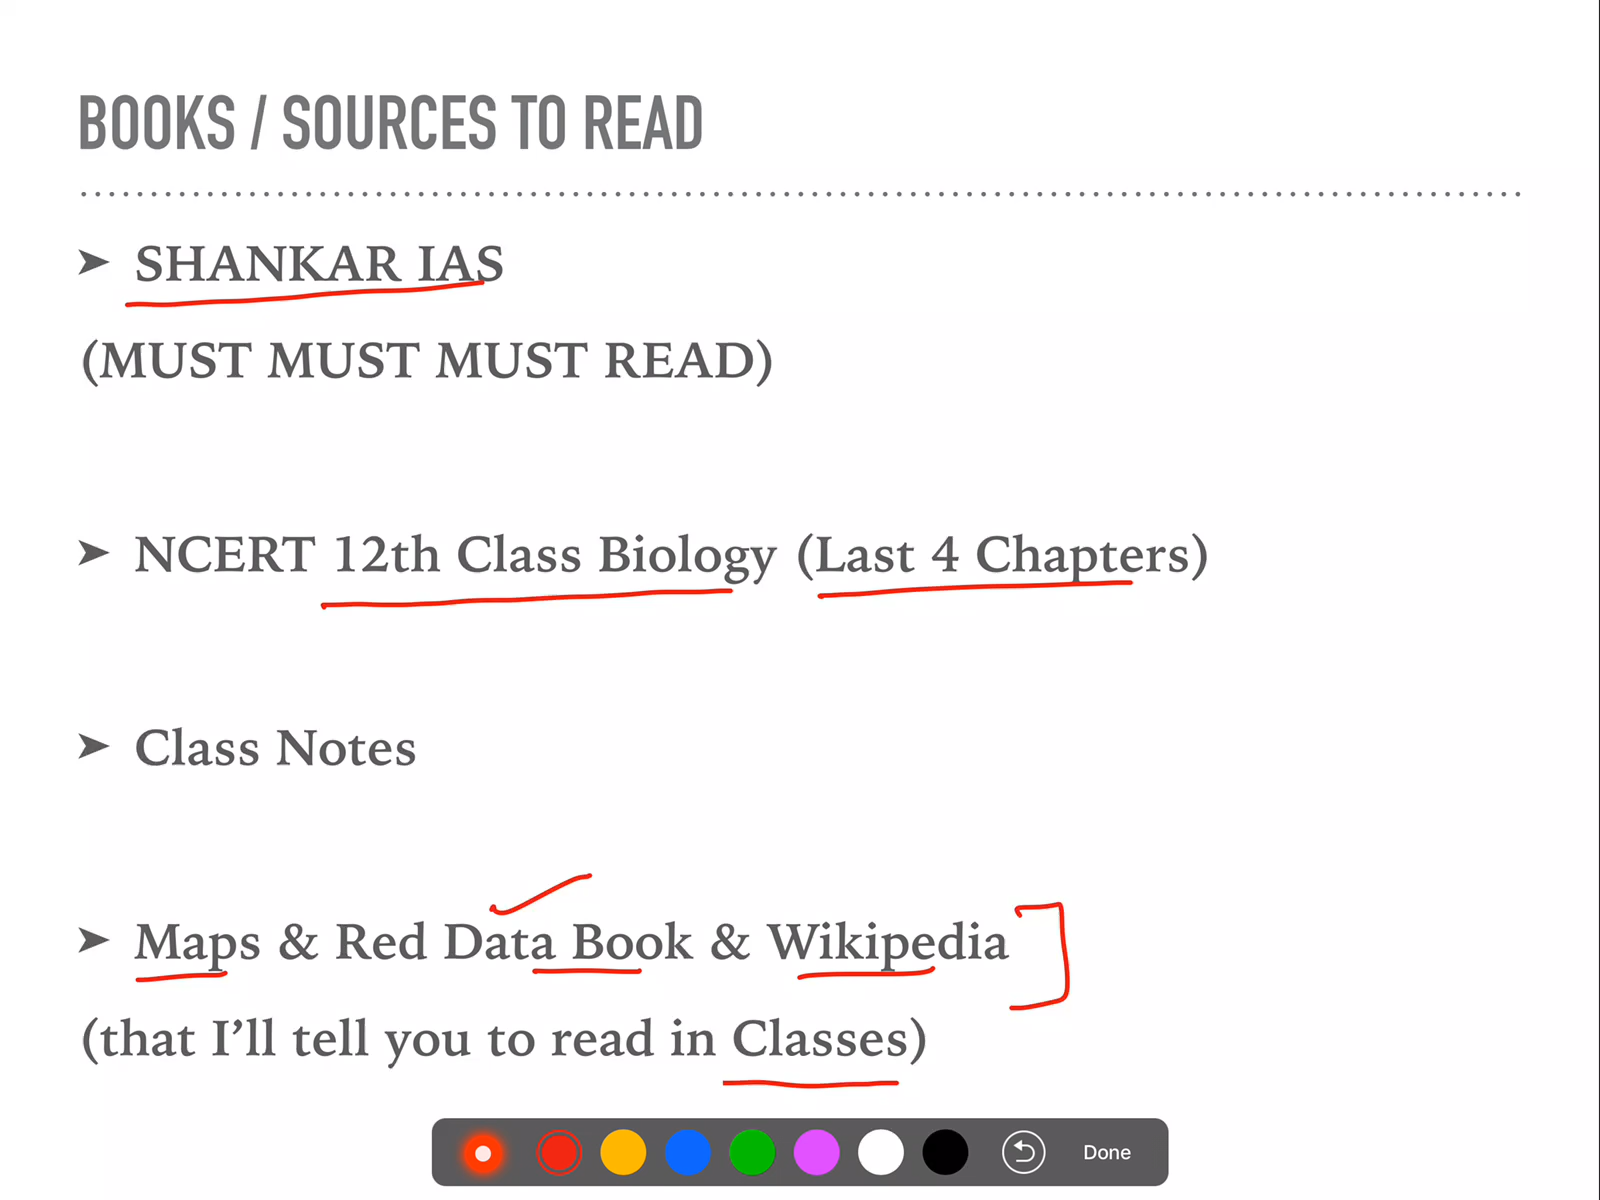 BOOKS / SOURCES TO READ
➤ SHANKAR IAS
(MUST MUST MUST READ)
➤ NCERT 12th Class Biology (Last 4 Chapters)
➤ Class Notes
➤ Maps & Red Data Book & Wikipedia
(that I’ll tell you to read in Classes)
Done